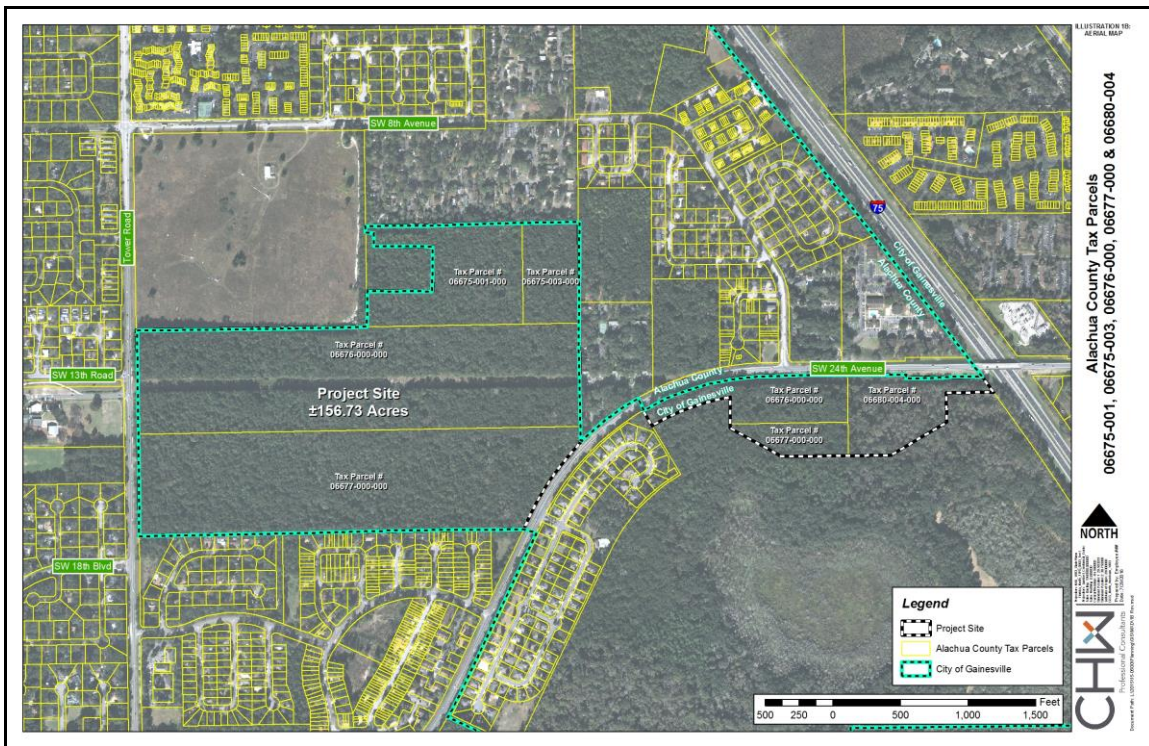 ILLUSTRATION 1B:
AERIAL MAP
Alachua County Tax Parcels
06675-001, 06675-003, 06676-000, 06677-000 & 06680-004
SW 8th Avenue
Tower Road
75
City of Gainesville
Alachua County
Tax Parcel #
06675-001-000
Tax Parcel #
06675-003-000
Tax Parcel #
06676-000-000
SW 13th Road
SW 24th Avenue
Project Site
±156.73 Acres
Alachua County
City of Gainesville
Tax Parcel #
06676-000-000
Tax Parcel #
06680-004-000
Tax Parcel #
06677-000-000
Tax Parcel #
06677-000-000
SW 18th Blvd
NORTH
Legend
Project Site
Alachua County Tax Parcels
City of Gainesville
Feet
500 250 0 500 1,000 1,500
CHW
Professional Consultants